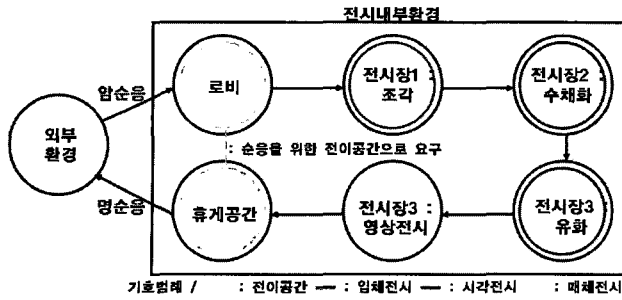 전시내부환경
암순응
로비
전시장1 :
조각
전시장2 :
수채화
외부
환경
: 순응을 위한 전이공간으로 요구
명순응
휴게공간
전시장3 :
영상전시
전시장3 :
유화
기호범례 / : 전이공간 — : 입체전시 — : 시각전시 : 매체전시